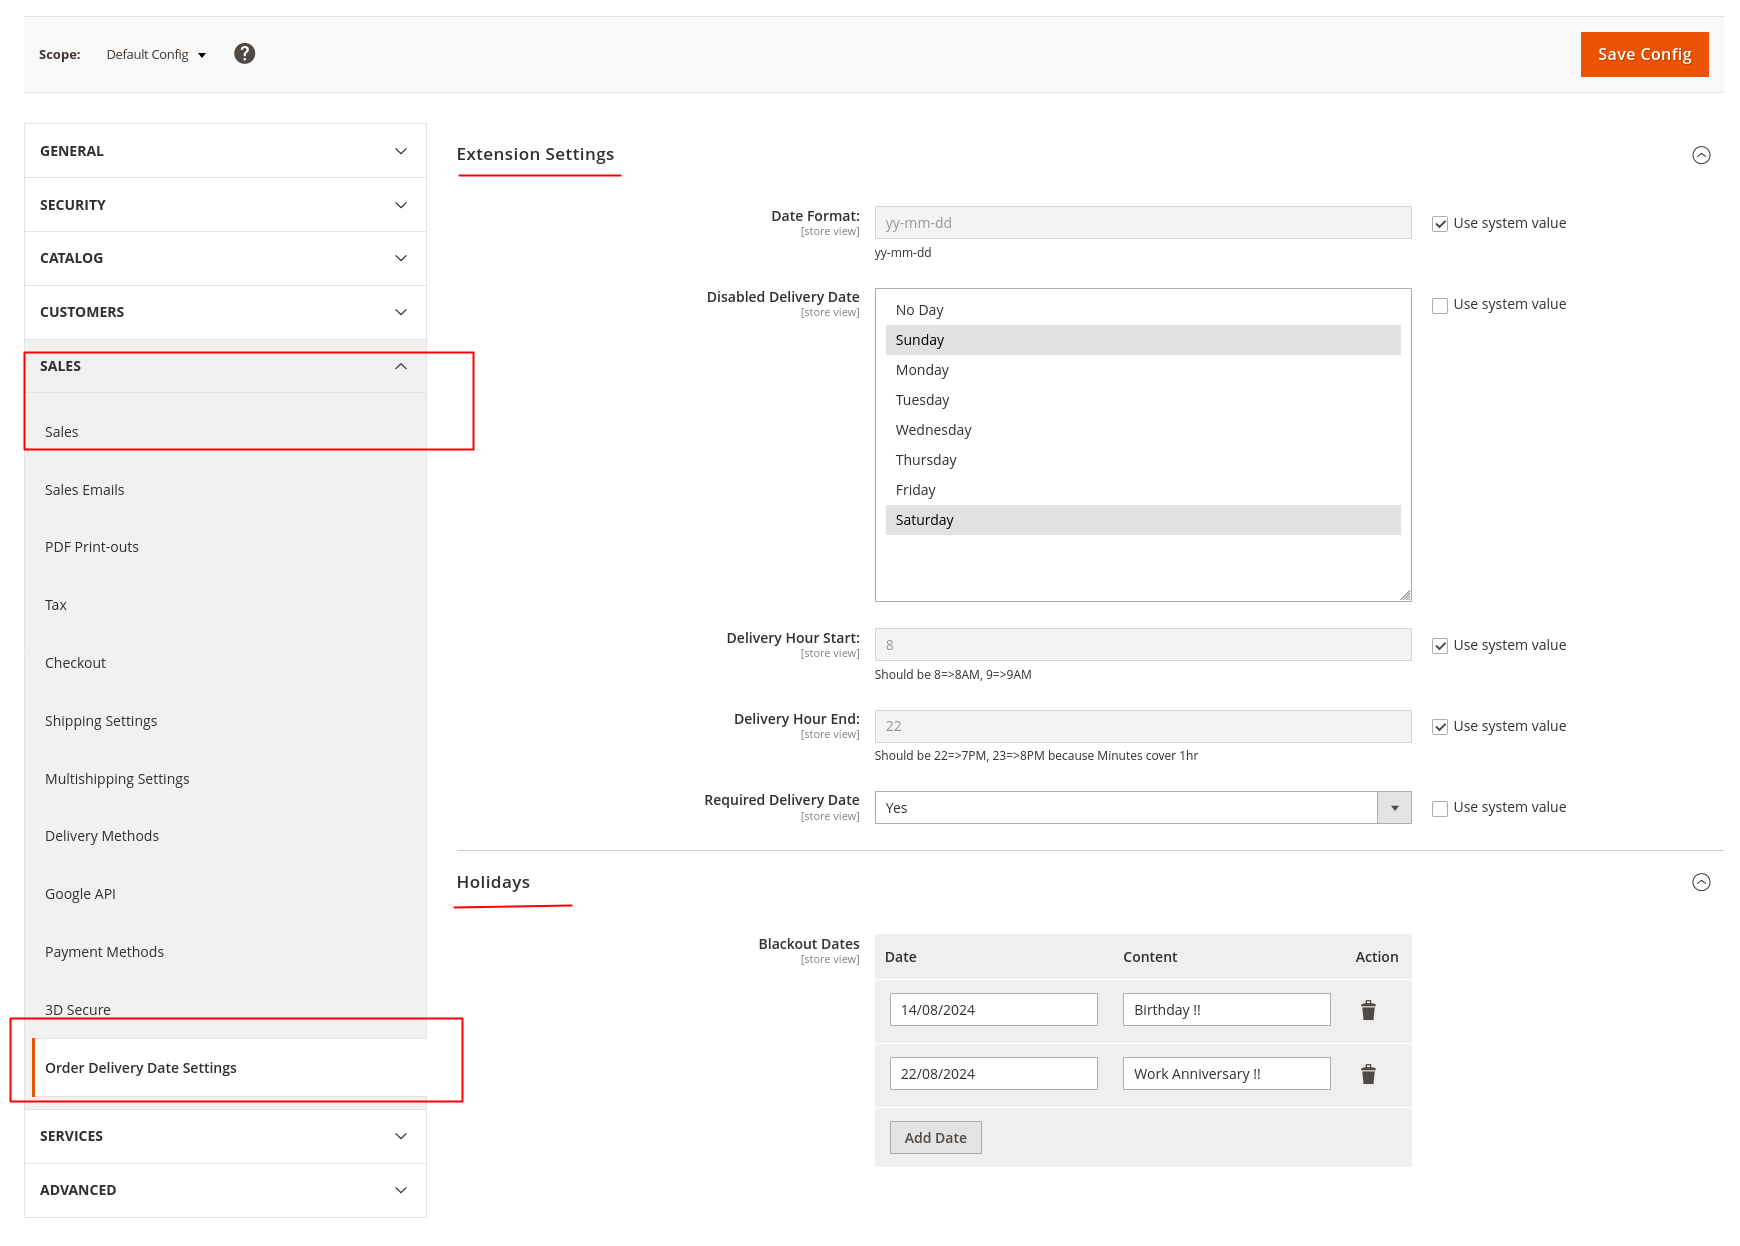 Scope: Default Config ? Save Config
GENERAL
SECURITY
CATALOG
CUSTOMERS
SALES
Sales
Sales Emails
PDF Print-outs
Tax
Checkout
Shipping Settings
Multishipping Settings
Delivery Methods
Google API
Payment Methods
3D Secure
Order Delivery Date Settings
SERVICES
ADVANCED
Extension Settings
Date Format: yy-mm-dd Use system value
[store view]
yy-mm-dd
Disabled Delivery Date Use system value
[store view]
No Day
Sunday
Monday
Tuesday
Wednesday
Thursday
Friday
Saturday
Delivery Hour Start: 8 Use system value
[store view]
Should be 8=>8AM, 9=>9AM
Delivery Hour End: 22 Use system value
[store view]
Should be 22=>7PM, 23=>8PM because Minutes cover 1hr
Required Delivery Date Yes Use system value
[store view]
Holidays
Blackout Dates
[store view]
Date Content Action
14/08/2024 Birthday !!
22/08/2024 Work Anniversary !!
Add Date